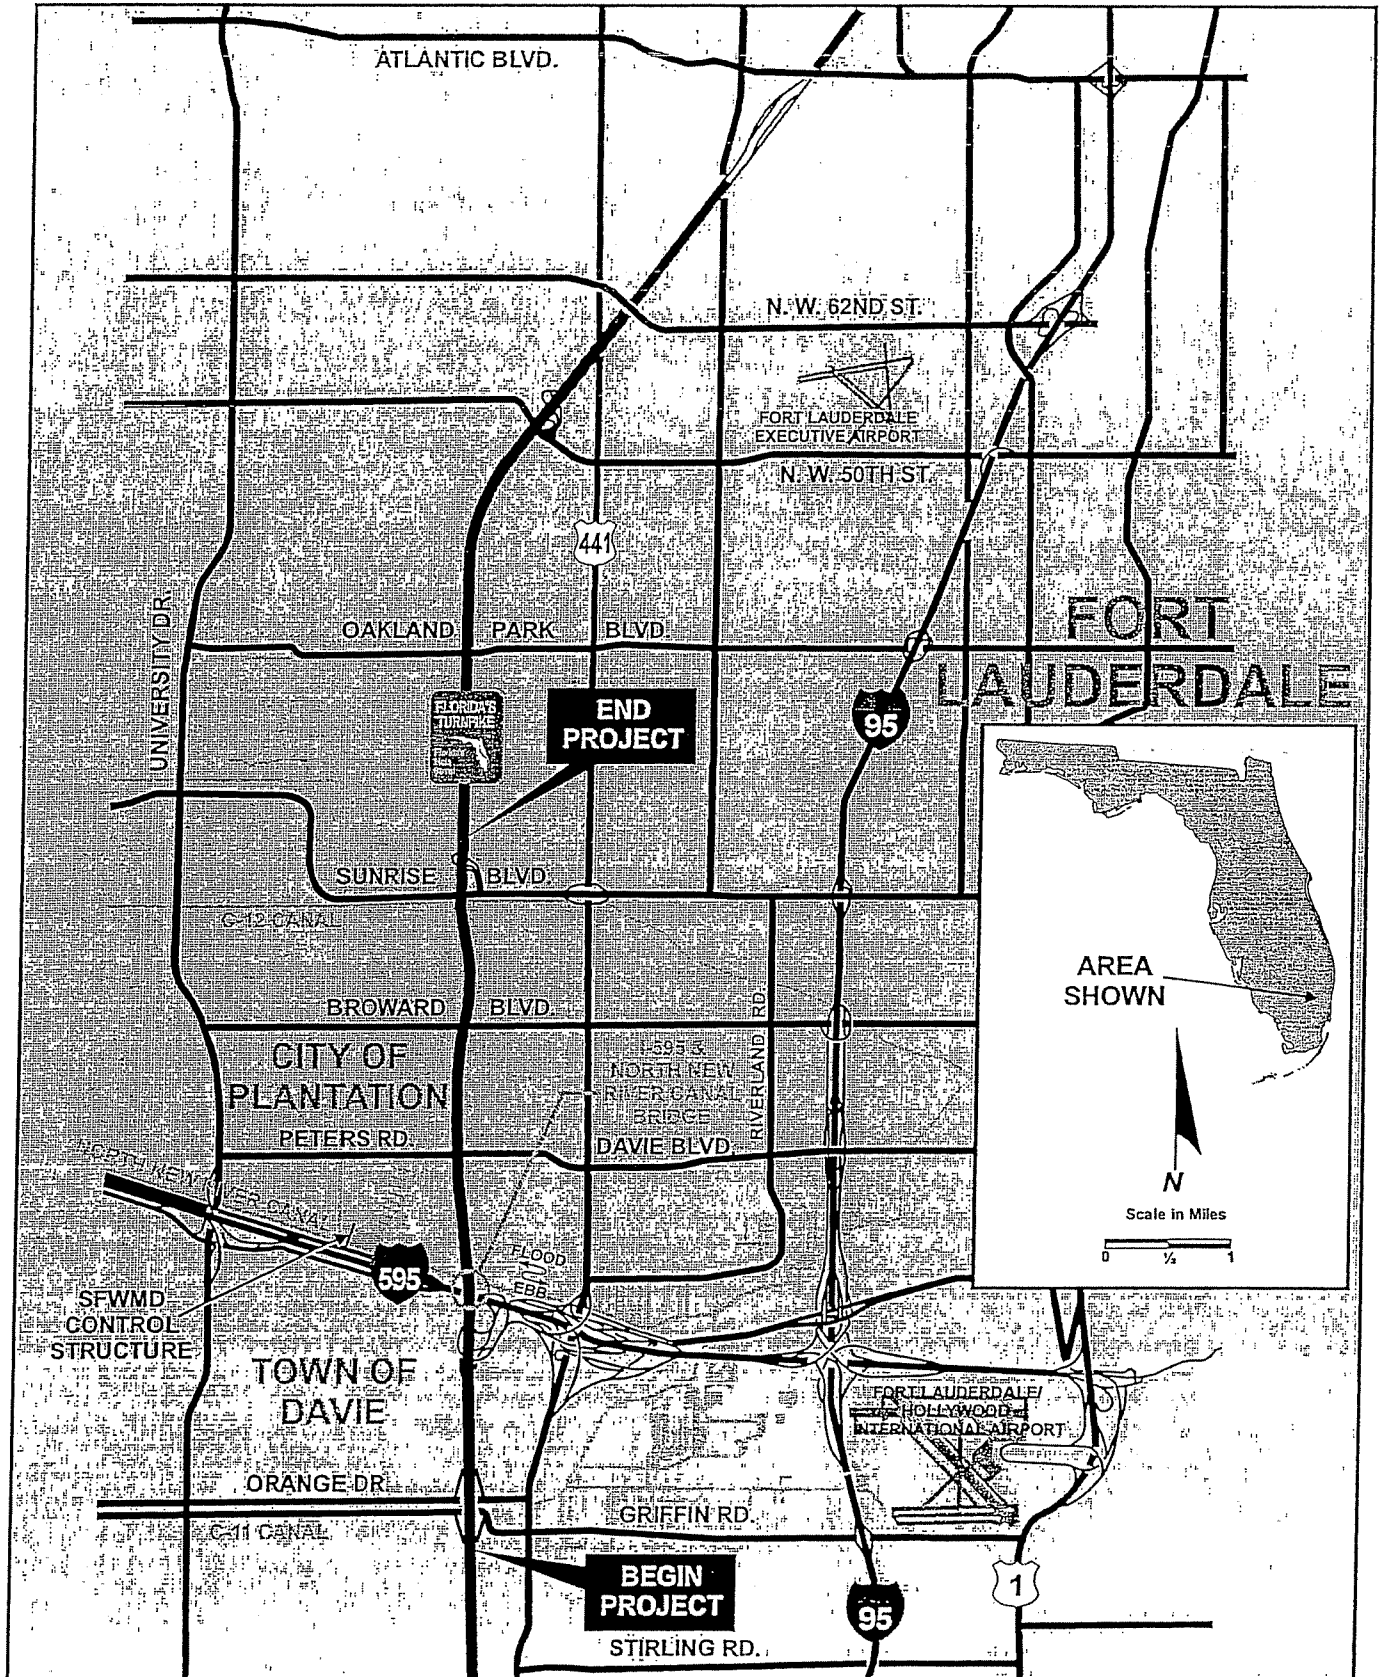 ATLANTIC BLVD.
N. W. 62ND ST.
FORT LAUDERDALE
EXECUTIVE AIRPORT
N. W. 50TH ST.
441
UNIVERSITY DR.
OAKLAND PARK BLVD
FORT
LAUDERDALE
FLORIDA'S
TURNPIKE
END
PROJECT
95
SUNRISE BLVD
C-12 CANAL
AREA
SHOWN
BROWARD BLVD
RIVERLAND RD
CITY OF
PLANTATION
I-595 &
NORTH NEW
RIVER CANAL
BRIDGE
PETERS RD.
DAVIE BLVD.
NORTH NEW RIVER CANAL
N
Scale in Miles
0 ½ 1
FLOOD
EBB
595
SFWMD
CONTROL
STRUCTURE
TOWN OF
DAVIE
FORT LAUDERDALE/
HOLLYWOOD
INTERNATIONAL AIRPORT
ORANGE DR.
C-11 CANAL
GRIFFIN RD.
BEGIN
PROJECT
95
1
STIRLING RD.